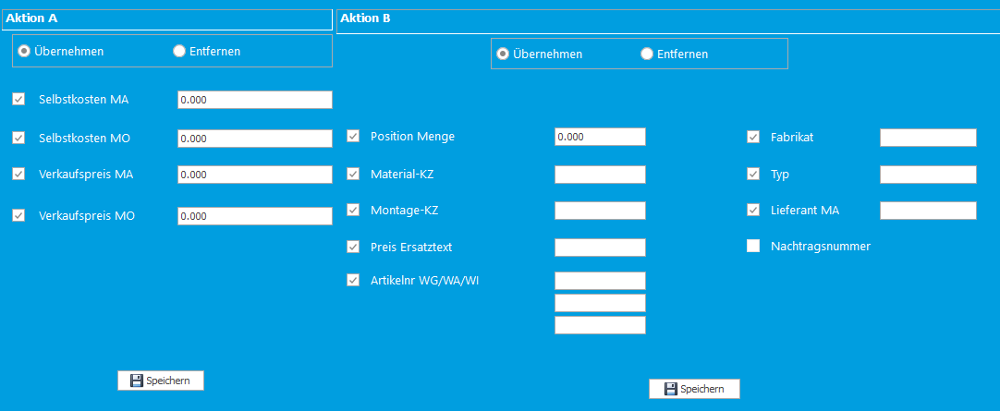 Aktion A
Übernehmen Entfernen
Selbstkosten MA 0.000
Selbstkosten MO 0.000
Verkaufspreis MA 0.000
Verkaufspreis MO 0.000
Speichern
Aktion B
Übernehmen Entfernen
Position Menge 0.000
Material-KZ
Montage-KZ
Preis Ersatztext
Artikelnr WG/WA/WI
Fabrikat
Typ
Lieferant MA
Nachtragsnummer
Speichern